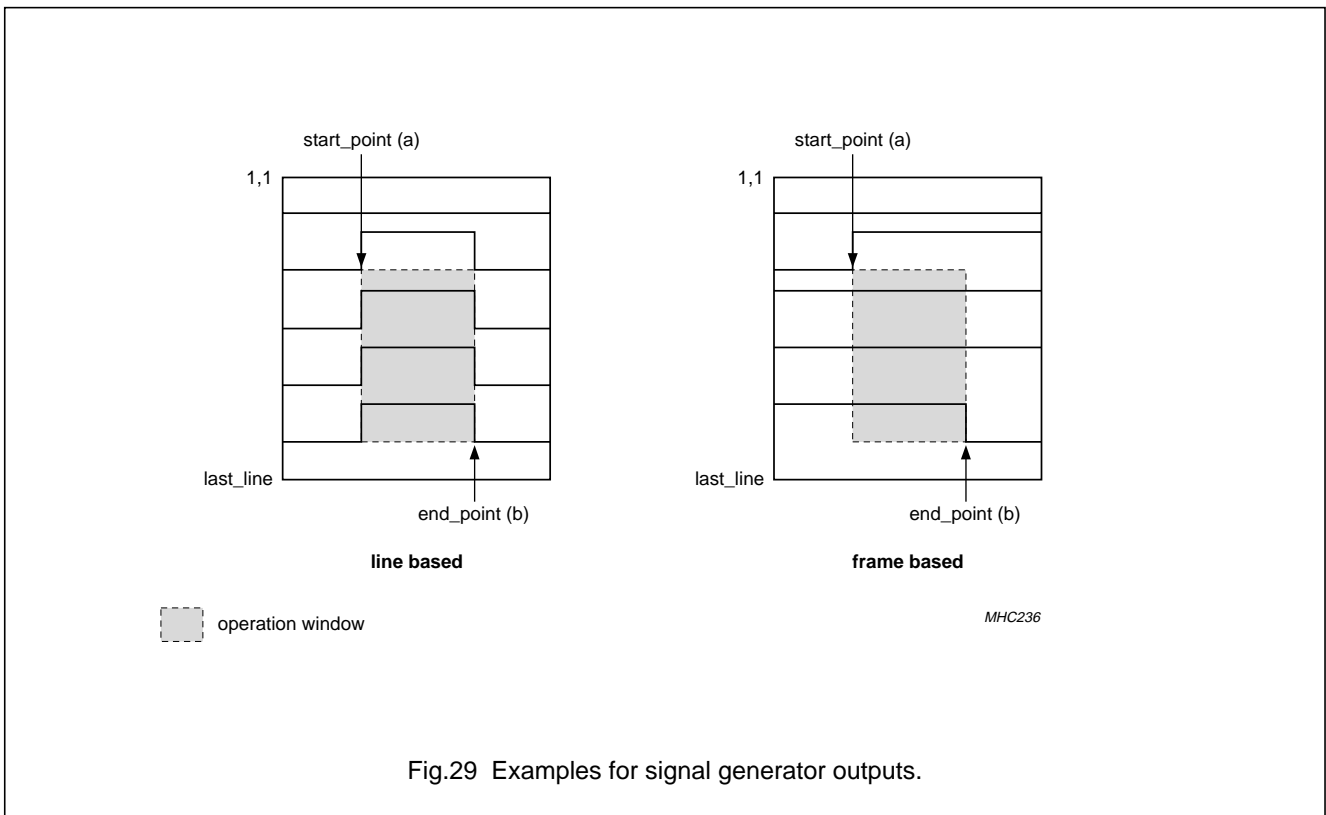 start_point (a)
start_point (a)
1,1
1,1
last_line
last_line
end_point (b)
end_point (b)
line based
frame based
operation window
MHC236
Fig.29 Examples for signal generator outputs.